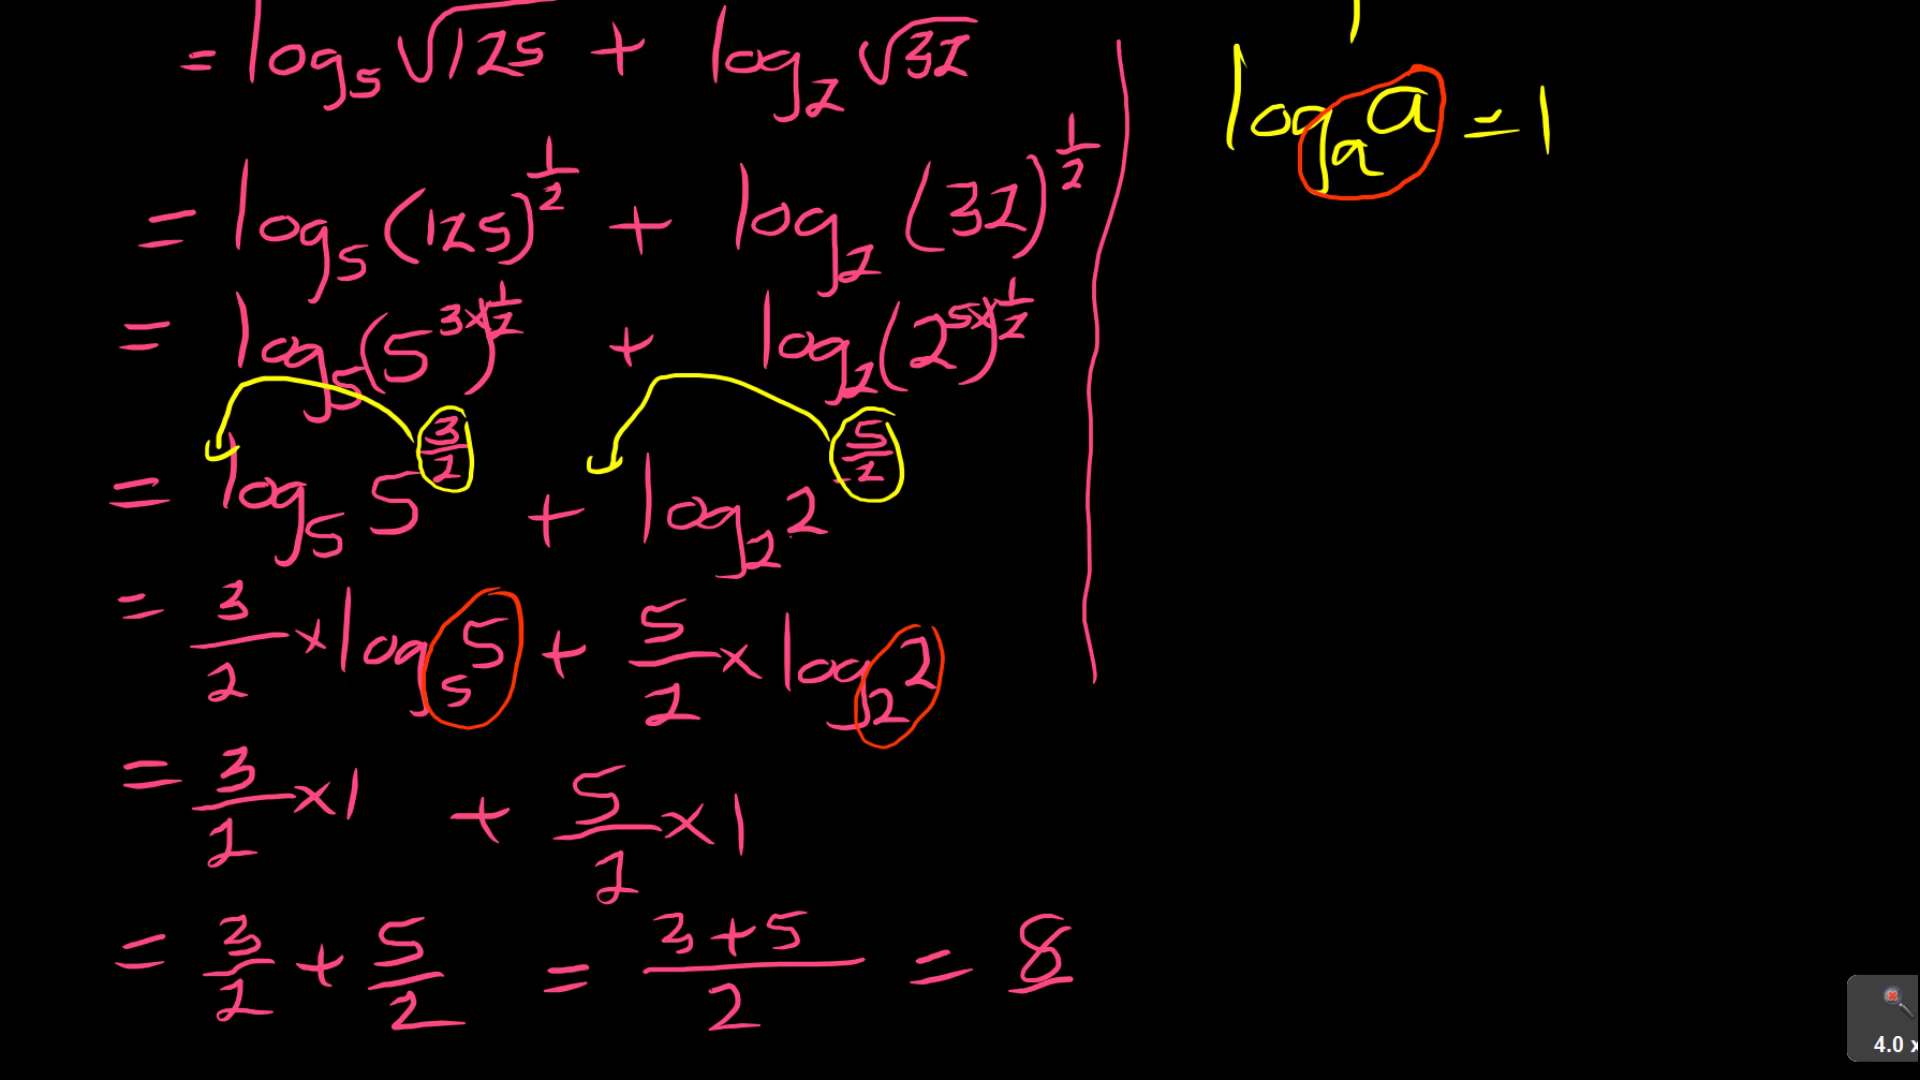 = log₅ √125 + log₂ √32
= log₅ (125)^(1/2) + log₂ (32)^(1/2)
= log₅ (5^3×)^(1/2) + log₂ (2^5×)^(1/2)
= log₅ 5^(3/2) + log₂ 2^(5/2)
= 3/2 × log₅ 5 + 5/2 × log₂ 2
= 3/2 × 1 + 5/2 × 1
= 3/2 + 5/2 = (3+5)/2 = 8
logₐ a = 1
4.0 x